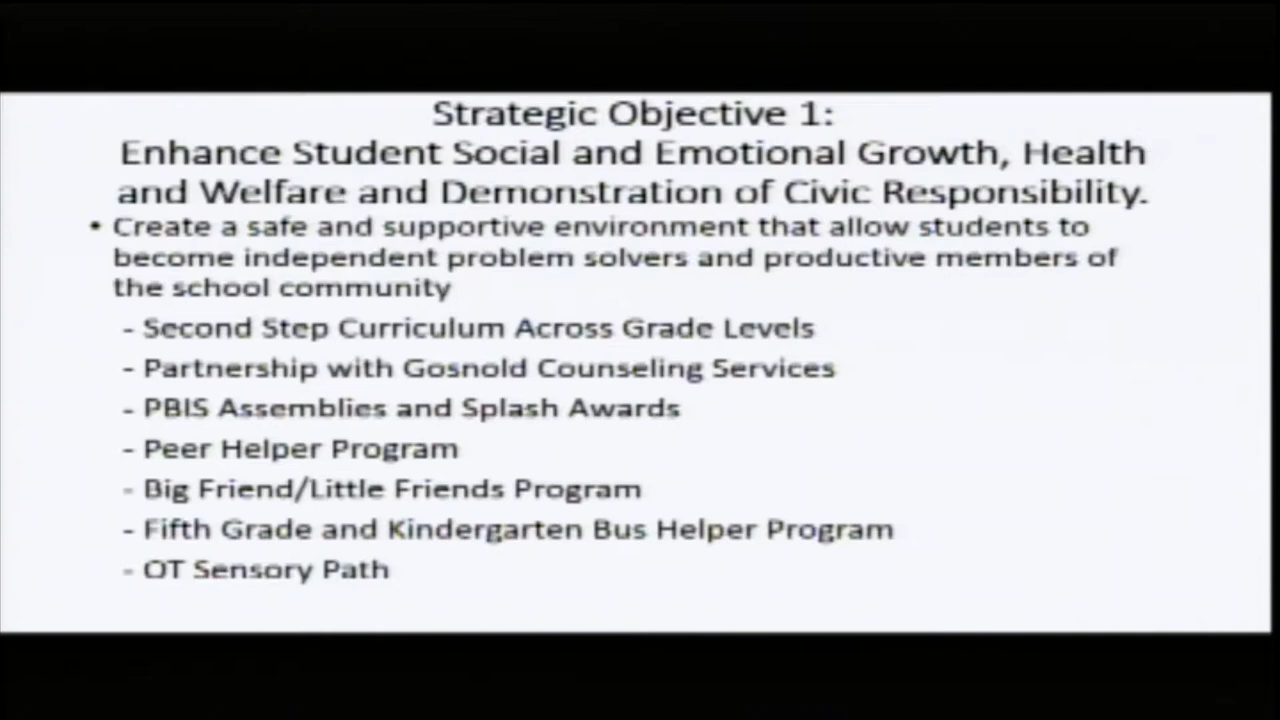 Strategic Objective 1:
Enhance Student Social and Emotional Growth, Health
and Welfare and Demonstration of Civic Responsibility.
• Create a safe and supportive environment that allow students to
become independent problem solvers and productive members of
the school community
- Second Step Curriculum Across Grade Levels
- Partnership with Gosnold Counseling Services
- PBIS Assemblies and Splash Awards
- Peer Helper Program
- Big Friend/Little Friends Program
- Fifth Grade and Kindergarten Bus Helper Program
- OT Sensory Path